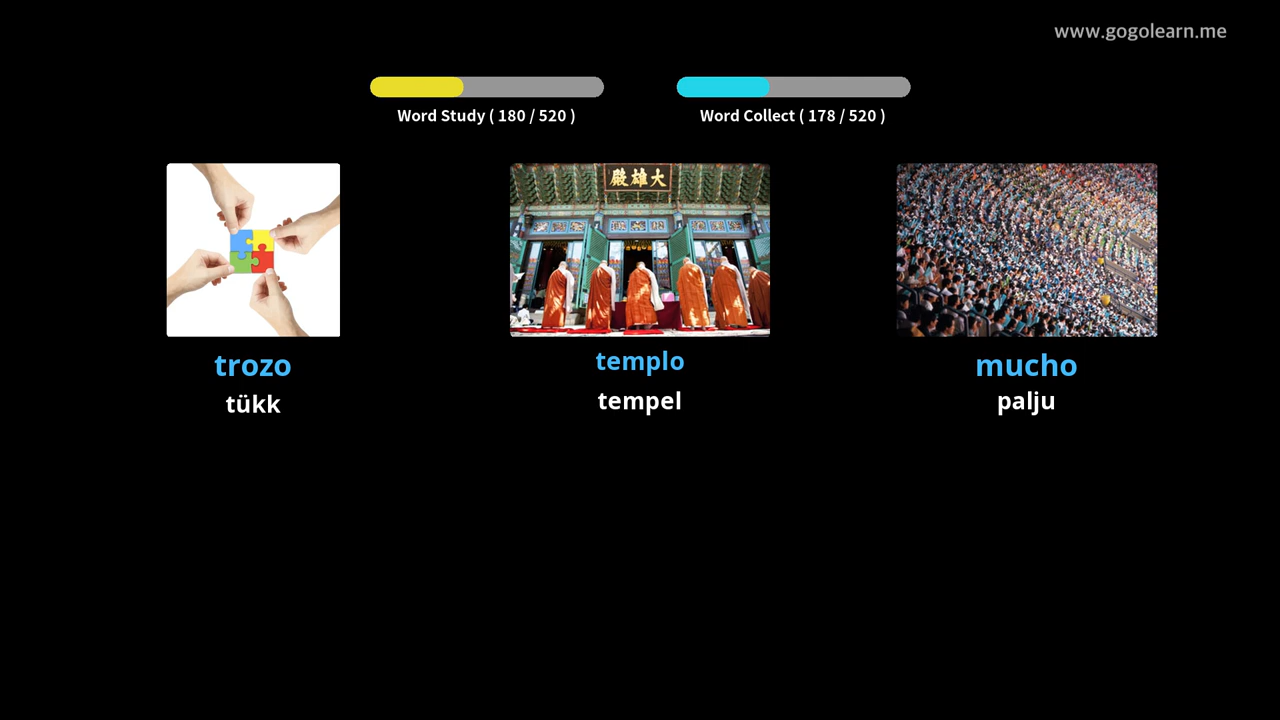 www.gogolearn.me
Word Study ( 180 / 520 )
Word Collect ( 178 / 520 )
殿雄大
trozo
templo
mucho
tükk
tempel
palju